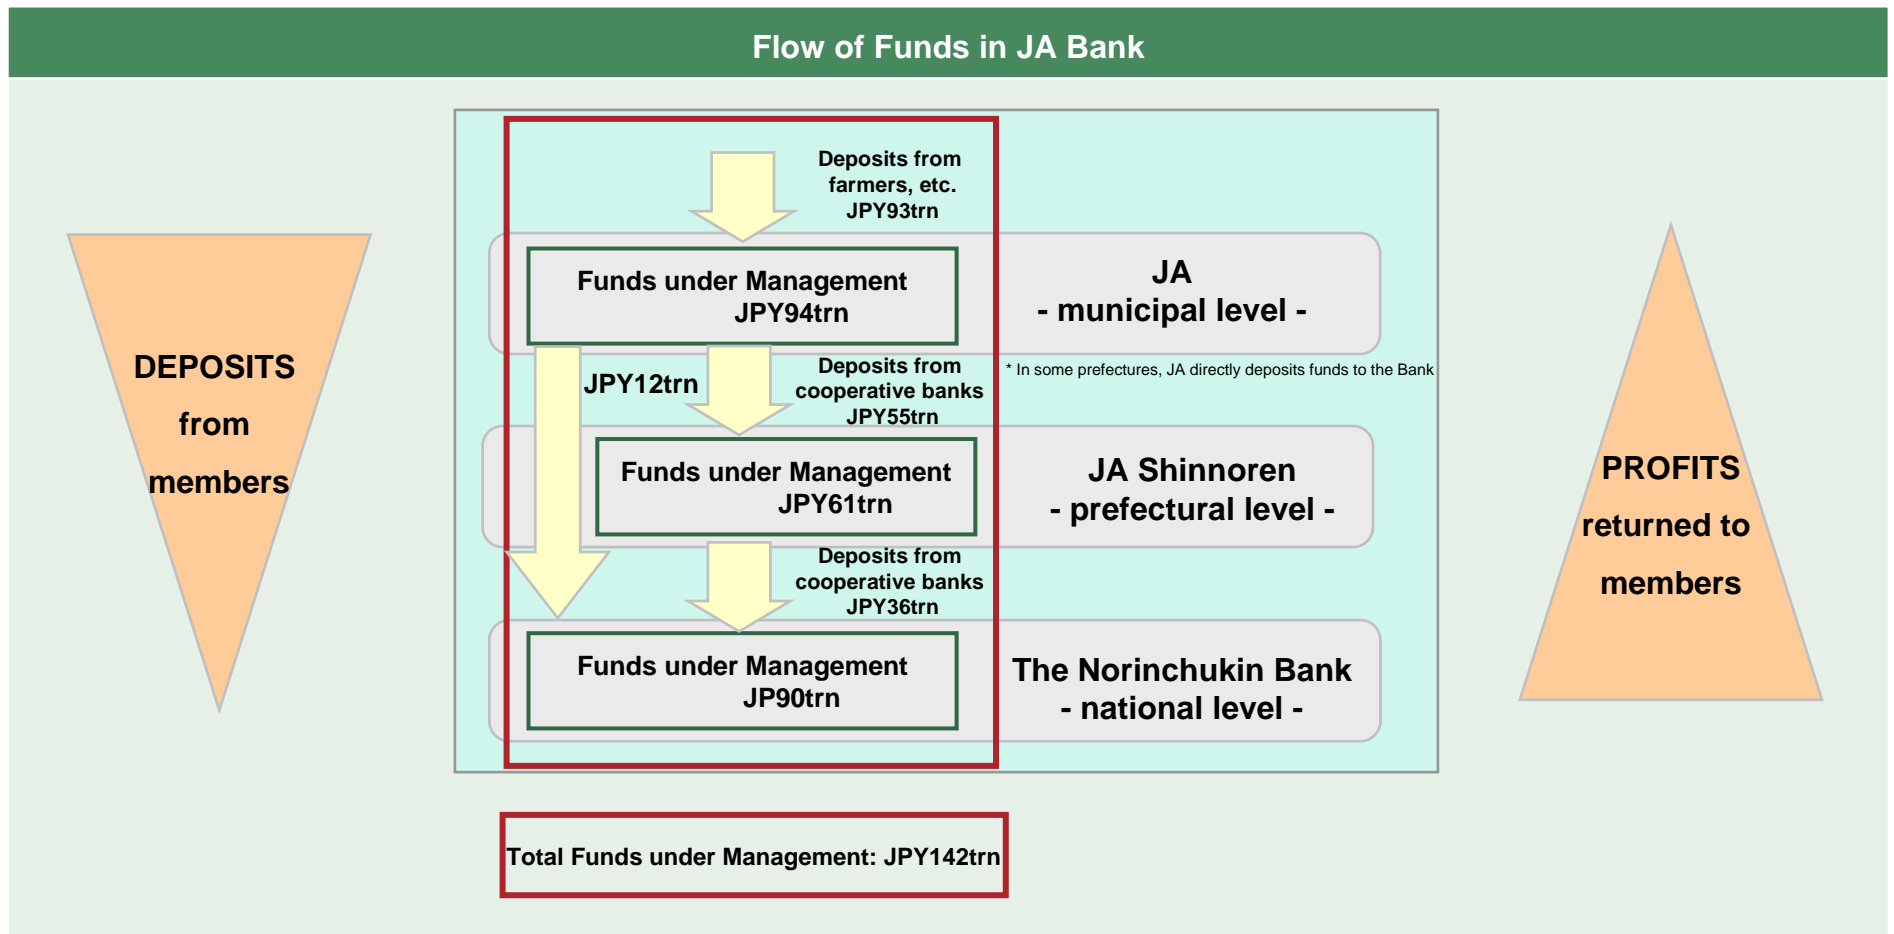 Flow of Funds in JA Bank
DEPOSITS
from
members
Deposits from
farmers, etc.
JPY93trn
Funds under Management
JPY94trn
JA
- municipal level -
JPY12trn
Deposits from
cooperative banks
JPY55trn
* In some prefectures, JA directly deposits funds to the Bank
Funds under Management
JPY61trn
JA Shinnoren
- prefectural level -
Deposits from
cooperative banks
JPY36trn
Funds under Management
JP90trn
The Norinchukin Bank
- national level -
PROFITS
returned to
members
Total Funds under Management: JPY142trn